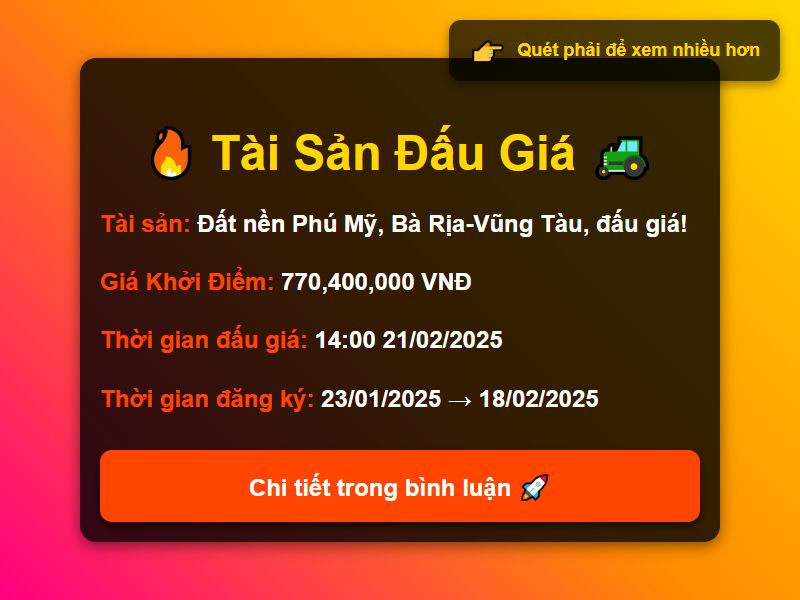 Quét phải để xem nhiều hơn
Tài Sản Đấu Giá
Tài sản: Đất nền Phú Mỹ, Bà Rịa-Vũng Tàu, đấu giá!
Giá Khởi Điểm: 770,400,000 VNĐ
Thời gian đấu giá: 14:00 21/02/2025
Thời gian đăng ký: 23/01/2025 → 18/02/2025
Chi tiết trong bình luận